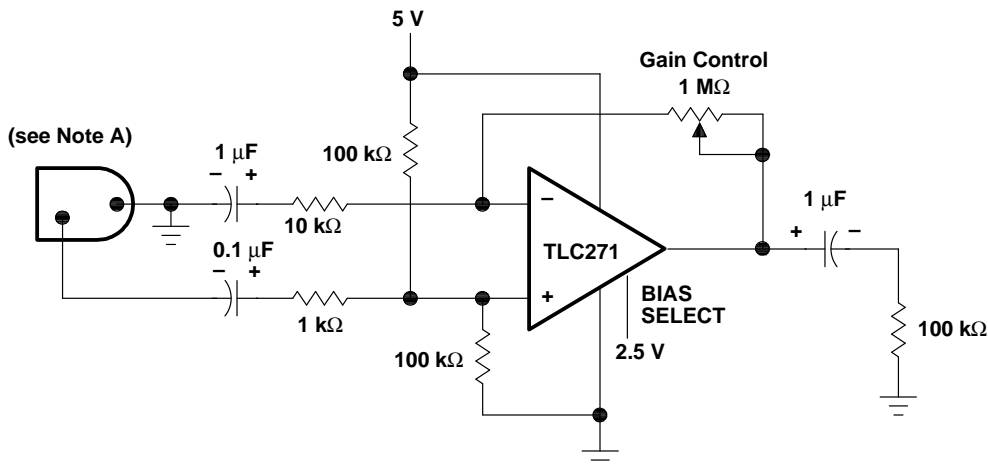 5 V
Gain Control
1 MΩ
(see Note A)
1 μF
− +
100 kΩ
10 kΩ
−
1 μF
+ −
0.1 μF
− +
TLC271
1 kΩ
+
BIAS
SELECT
2.5 V
100 kΩ
100 kΩ